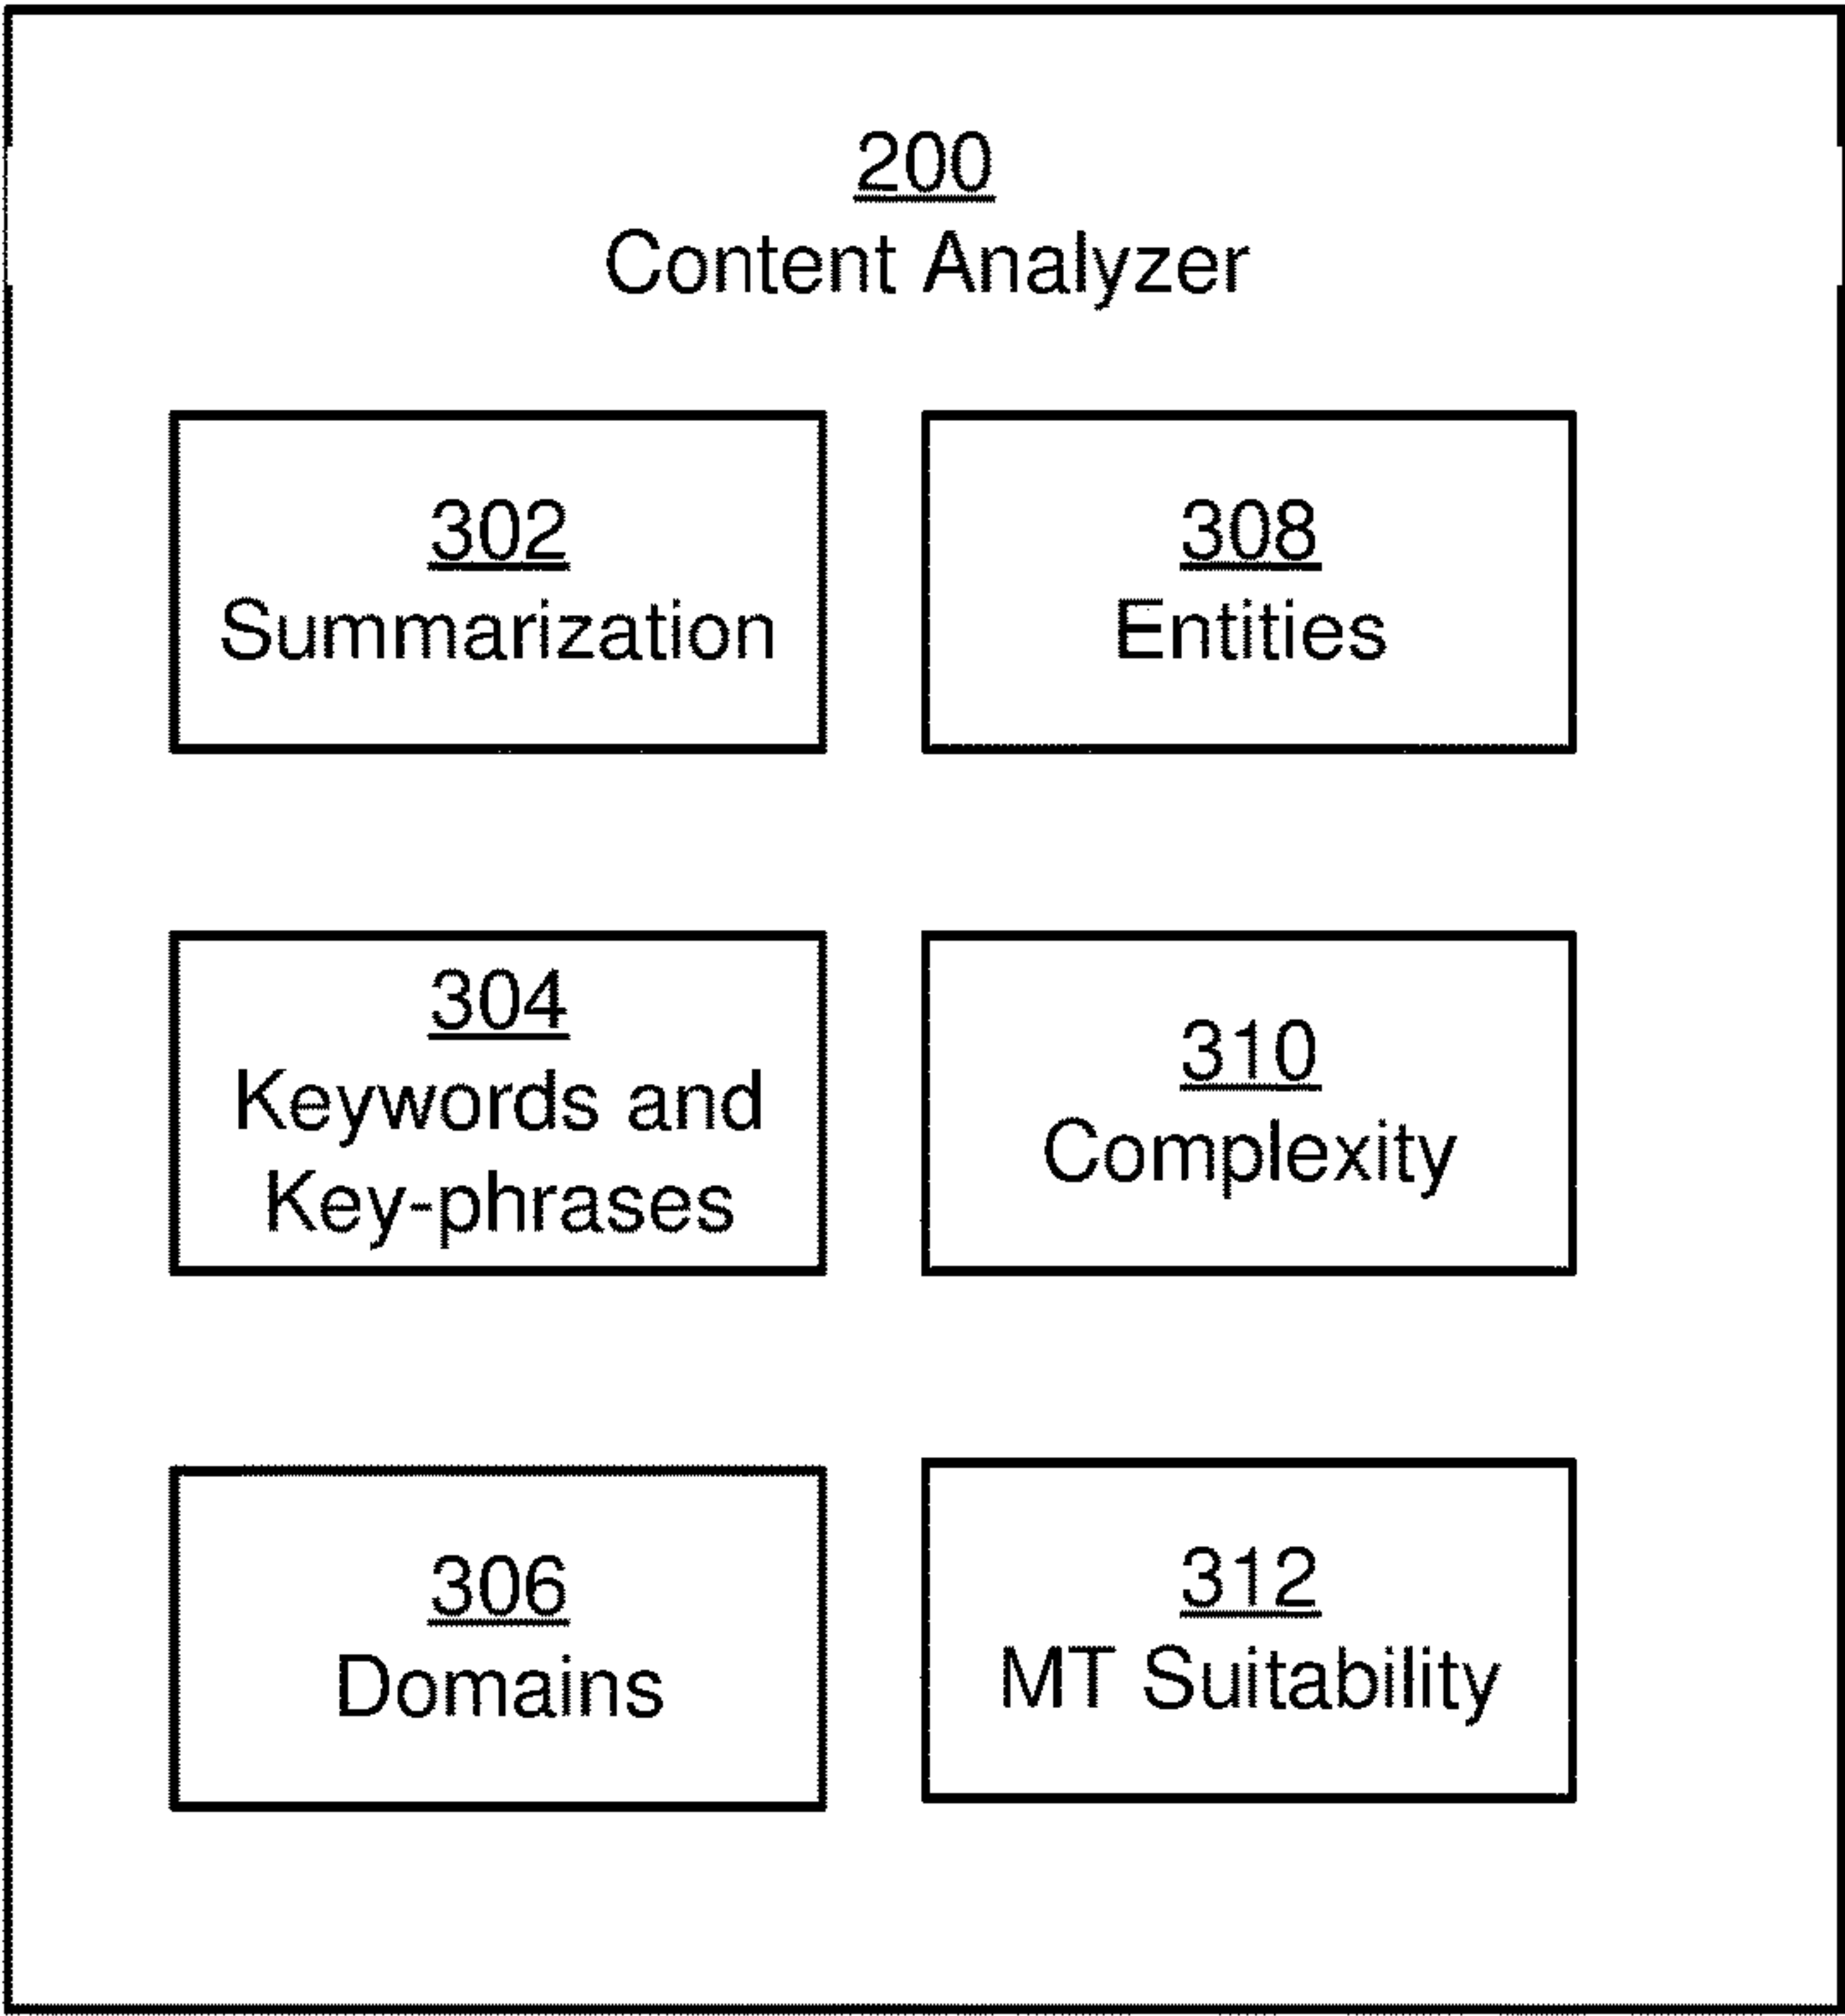 200
Content Analyzer
302
Summarization
308
Entities
304
Keywords and
Key-phrases
310
Complexity
306
Domains
312
MT Suitability